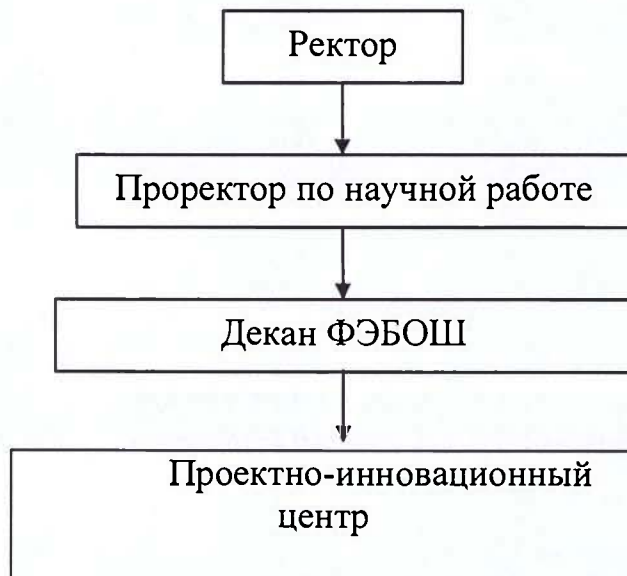 Ректор
Проректор по научной работе
Декан ФЭБОШ
Проектно-инновационный
центр